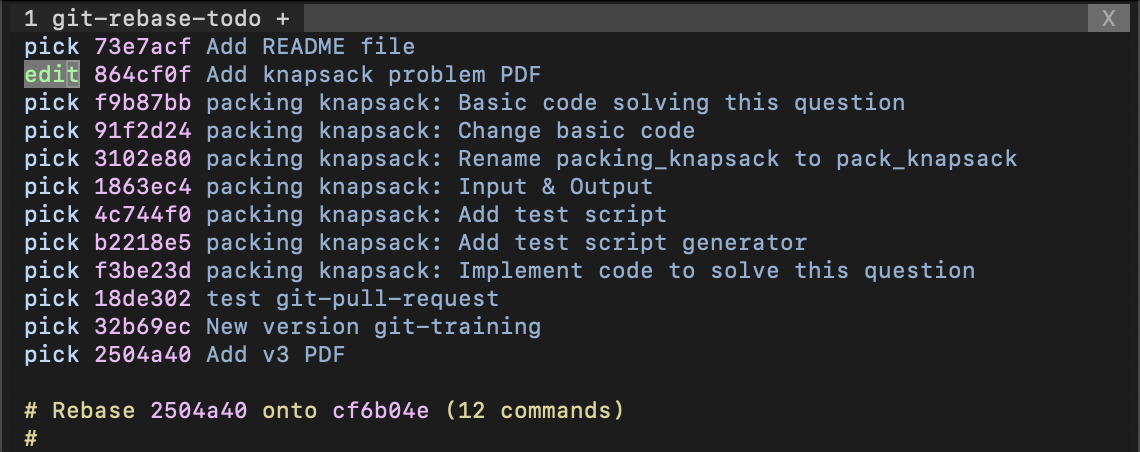 1 git-rebase-todo + X
pick 73e7acf Add README file
edit 864cf0f Add knapsack problem PDF
pick f9b87bb packing knapsack: Basic code solving this question
pick 91f2d24 packing knapsack: Change basic code
pick 3102e80 packing knapsack: Rename packing_knapsack to pack_knapsack
pick 1863ec4 packing knapsack: Input & Output
pick 4c744f0 packing knapsack: Add test script
pick b2218e5 packing knapsack: Add test script generator
pick f3be23d packing knapsack: Implement code to solve this question
pick 18de302 test git-pull-request
pick 32b69ec New version git-training
pick 2504a40 Add v3 PDF
# Rebase 2504a40 onto cf6b04e (12 commands)
#